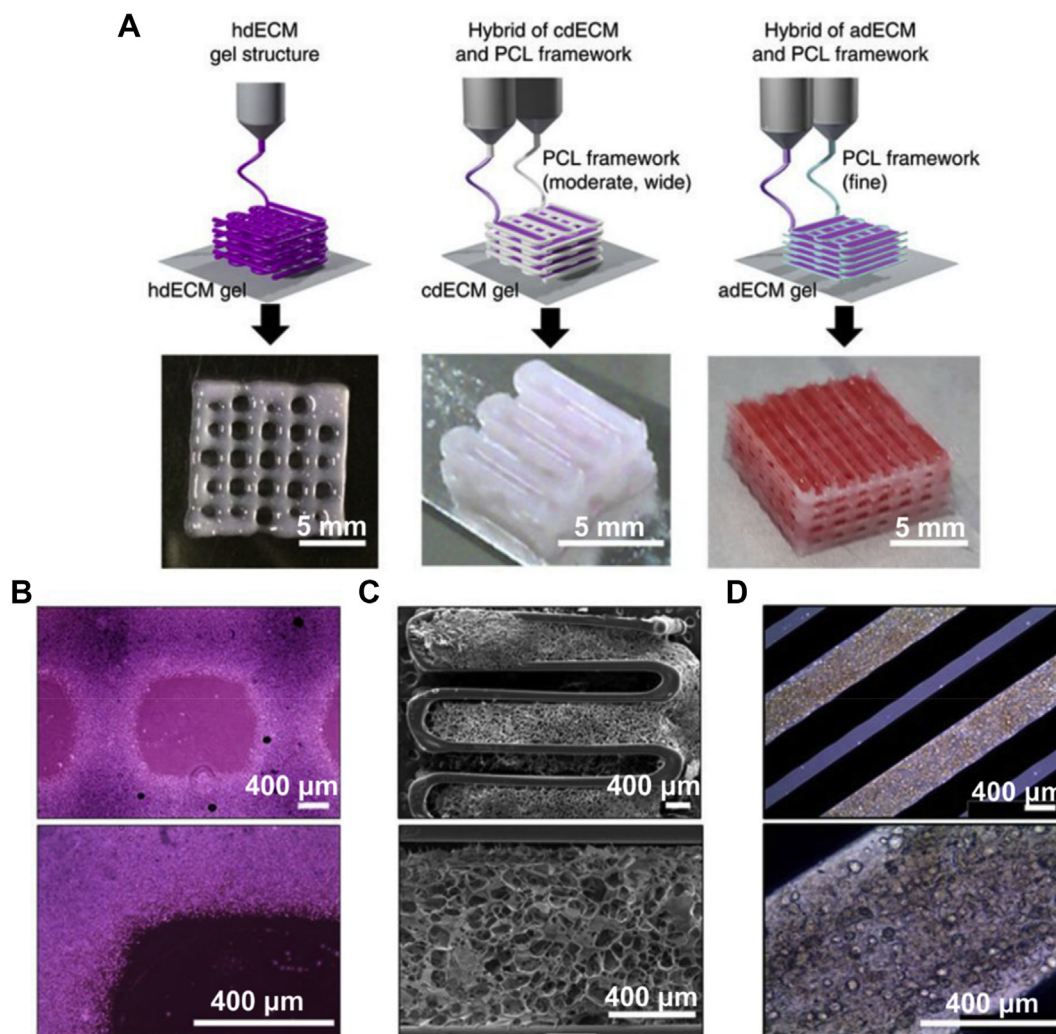 A
hdECM
gel structure
Hybrid of cdECM
and PCL framework
Hybrid of adECM
and PCL framework
PCL framework
(moderate, wide)
PCL framework
(fine)
hdECM gel
cdECM gel
adECM gel
5 mm
5 mm
5 mm
B
C
D
400 µm
400 µm
400 µm
400 µm
400 µm
400 µm